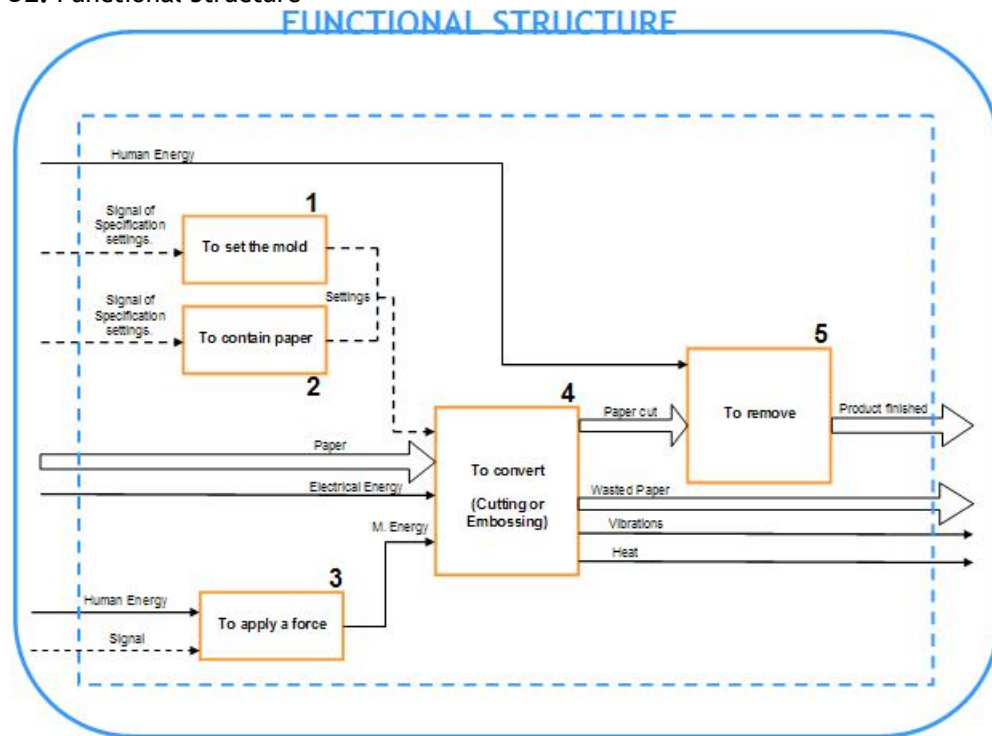 FUNCTIONAL STRUCTURE
Human Energy
Signal of
Specification
settings.
1
To set the mold
Signal of
Specification
settings.
Settings
To contain paper
2
5
To remove
4
Paper cut
Product finished
Paper
To convert
(Cutting or
Embossing)
Electrical Energy
Wasted Paper
M. Energy
Vibrations
Heat
3
Human Energy
To apply a force
Signal